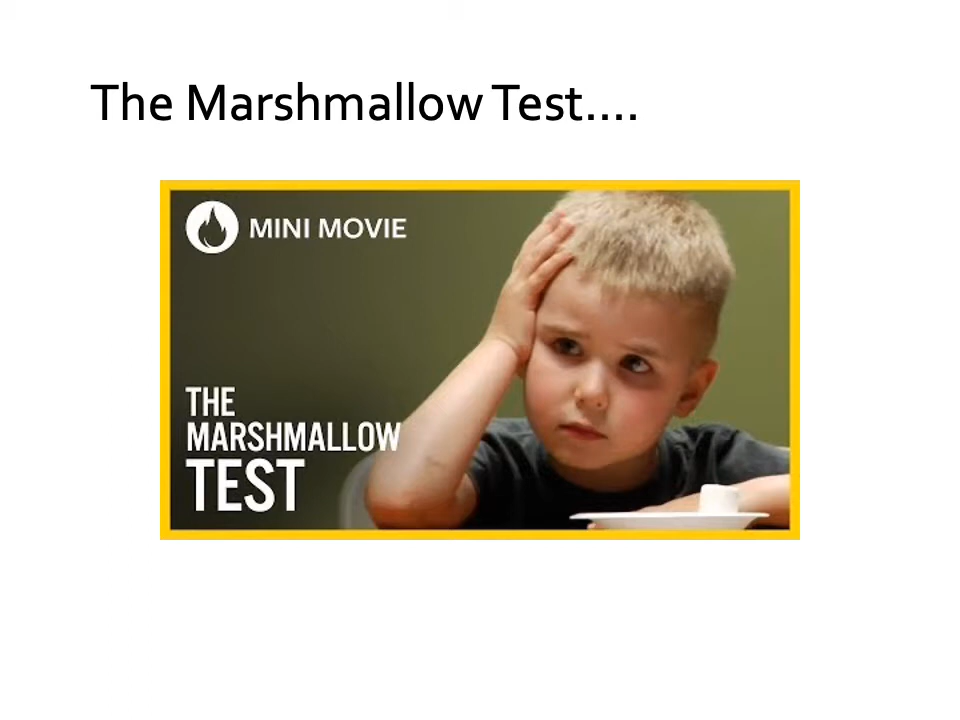 The Marshmallow Test....
MINI MOVIE
THE
MARSHMALLOW
TEST